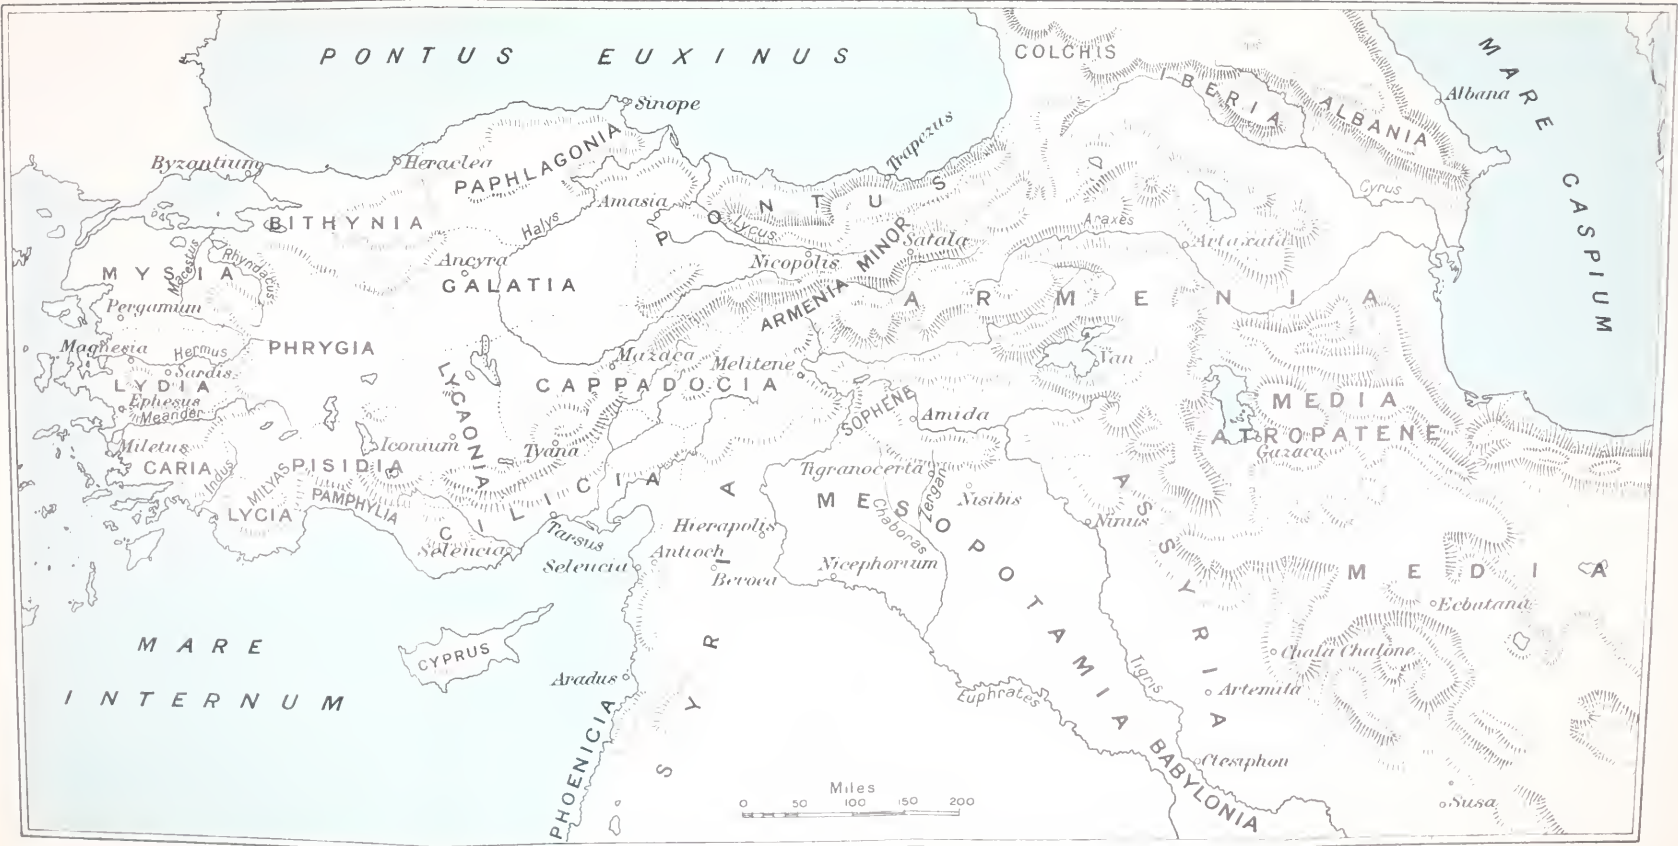 PONTUS EUXINUS
COLCHIS
MARE CASPIUM
IBERIA
ALBANIA
Albana
Sinope
Trapezus
Byzantium
Heraclea
PAPHLAGONIA
Amasia
PONTUS
Lycus
Cyrus
BITHYNIA
Halys
Araxes
Artaxata
Satala
Nicopolis
ARMENIA MINOR
MYSIA
Macestus
Rhyndacus
Ancyra
GALATIA
ARMENIA
Pergamum
Magnesia
Hermus
PHRYGIA
Sardis
LYDIA
Ephesus
Meander
Mazaca
Melitene
Van
CAPPADOCIA
LYCAONIA
SOPHENE
Amida
MEDIA
ATROPATENE
Gazaca
Miletus
CARIA
Indus
MILYAS
PISIDIA
Iconium
Tyana
LYCIA
PAMPHYLIA
CILICIA
Tigranocerta
Zergan
Nisibis
Chaboras
MESOPOTAMIA
ASSYRIA
Ninus
Seleucia
Tarsus
Hierapolis
Seleucia
Antioch
Beroea
Nicephorium
MEDIA
Ecbatana
MARE
INTERNUM
CYPRUS
SYRIA
Chala Chalone
Aradus
Euphrates
Tigris
Artemita
PHOENICIA
Ctesiphon
BABYLONIA
Susa
Miles
0 50 100 150 200